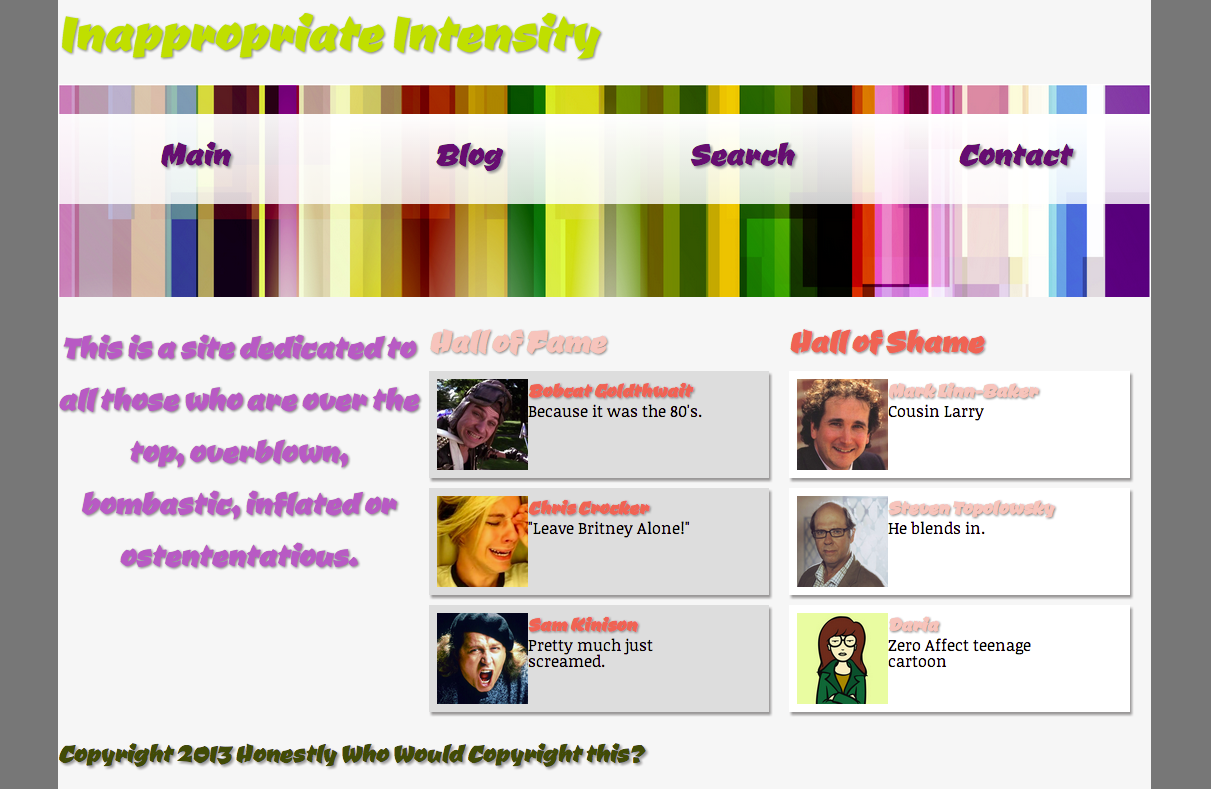 Inappropriate Intensity
Main
Blog
Search
Contact
This is a site dedicated to
all those who are over the
top, overblown,
bombastic, inflated or
ostententatious.
Hall of Fame
Bobcat Goldthwait
Because it was the 80's.
Chris Crocker
"Leave Britney Alone!"
Sam Kinison
Pretty much just
screamed.
Hall of Shame
Mark Linn-Baker
Cousin Larry
Steven Topolowsky
He blends in.
Daria
Zero Affect teenage
cartoon
Copyright 2013 Honestly Who Would Copyright this?